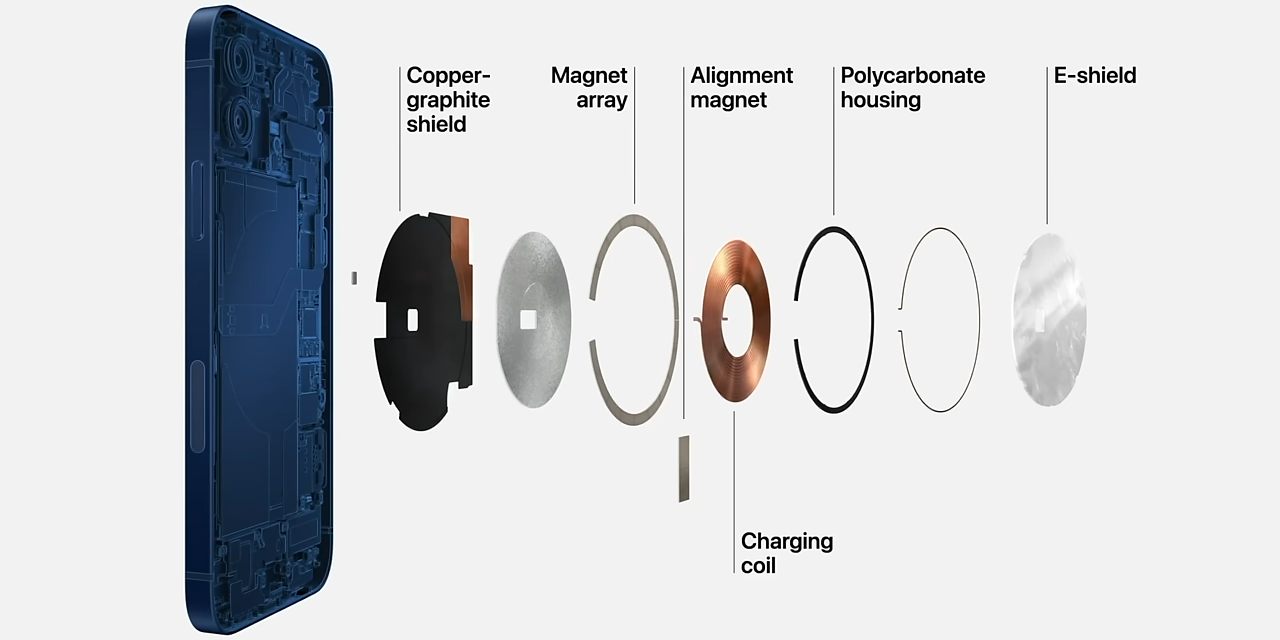 Copper-
graphite
shield
Magnet
array
Alignment
magnet
Polycarbonate
housing
E-shield
Charging
coil